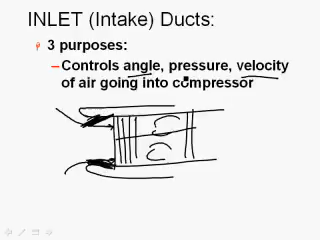 INLET (Intake) Ducts:
3 purposes:
–Controls angle, pressure, velocity
of air going into compressor